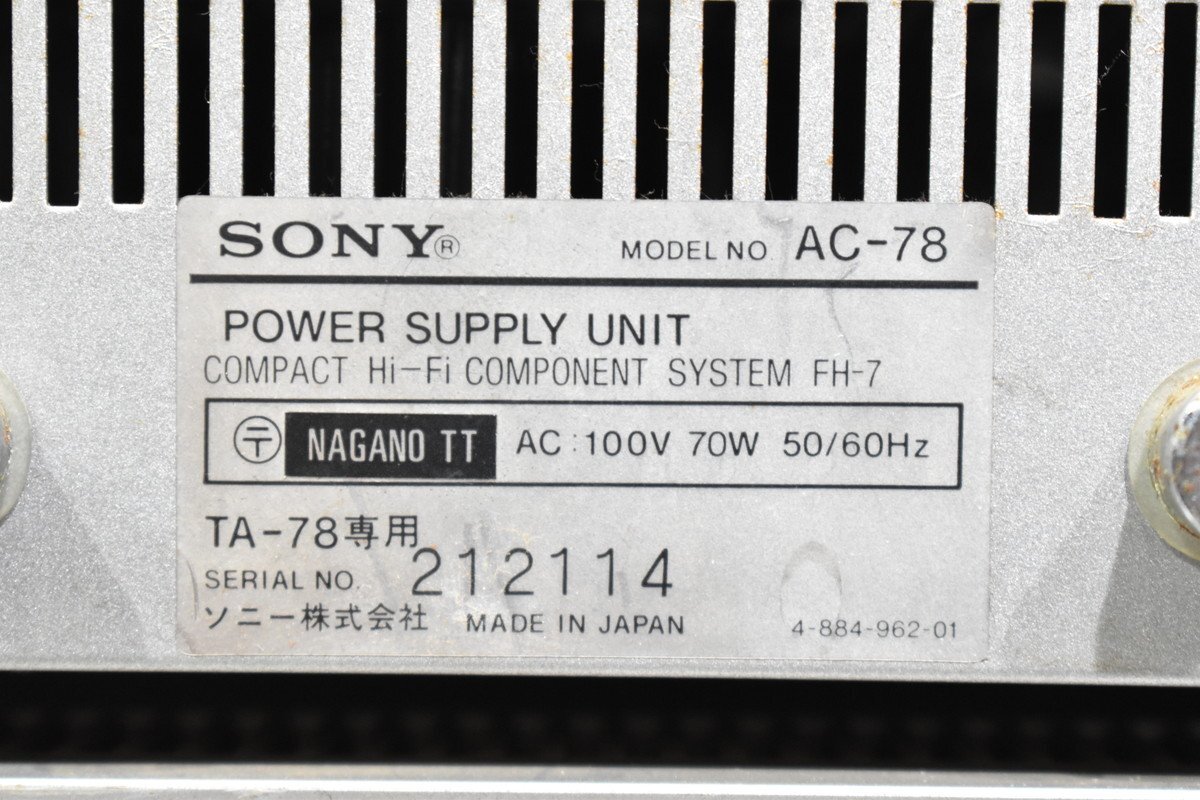 SONY® MODEL NO. AC-78
POWER SUPPLY UNIT
COMPACT Hi-Fi COMPONENT SYSTEM FH-7
〒 NAGANO TT AC:100V 70W 50/60Hz
TA-78専用
SERIAL NO. 212114
ソニー株式会社 MADE IN JAPAN 4-884-962-01